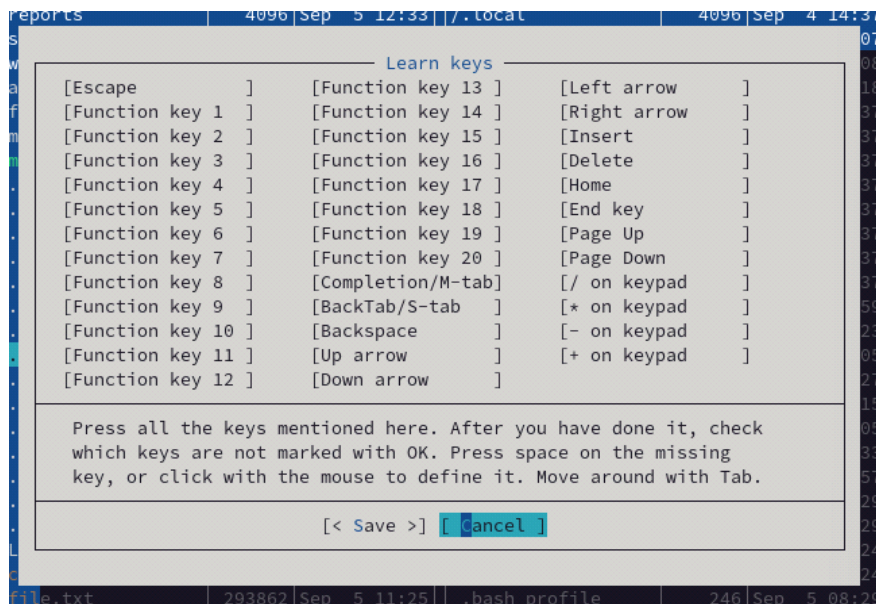 reports | 4096|Sep 5 12:33||/.local | 4096|Sep 4 14:37
Learn keys
[Escape ] [Function key 13 ] [Left arrow ]
[Function key 1 ] [Function key 14 ] [Right arrow ]
[Function key 2 ] [Function key 15 ] [Insert ]
[Function key 3 ] [Function key 16 ] [Delete ]
[Function key 4 ] [Function key 17 ] [Home ]
[Function key 5 ] [Function key 18 ] [End key ]
[Function key 6 ] [Function key 19 ] [Page Up ]
[Function key 7 ] [Function key 20 ] [Page Down ]
[Function key 8 ] [Completion/M-tab] [/ on keypad ]
[Function key 9 ] [BackTab/S-tab ] [* on keypad ]
[Function key 10 ] [Backspace ] [- on keypad ]
[Function key 11 ] [Up arrow ] [+ on keypad ]
[Function key 12 ] [Down arrow ]
Press all the keys mentioned here. After you have done it, check
which keys are not marked with OK. Press space on the missing
key, or click with the mouse to define it. Move around with Tab.
[< Save >] [ Cancel ]
file.txt | 293862|Sep 5 11:25|| .bash_profile | 246|Sep 5 08:29